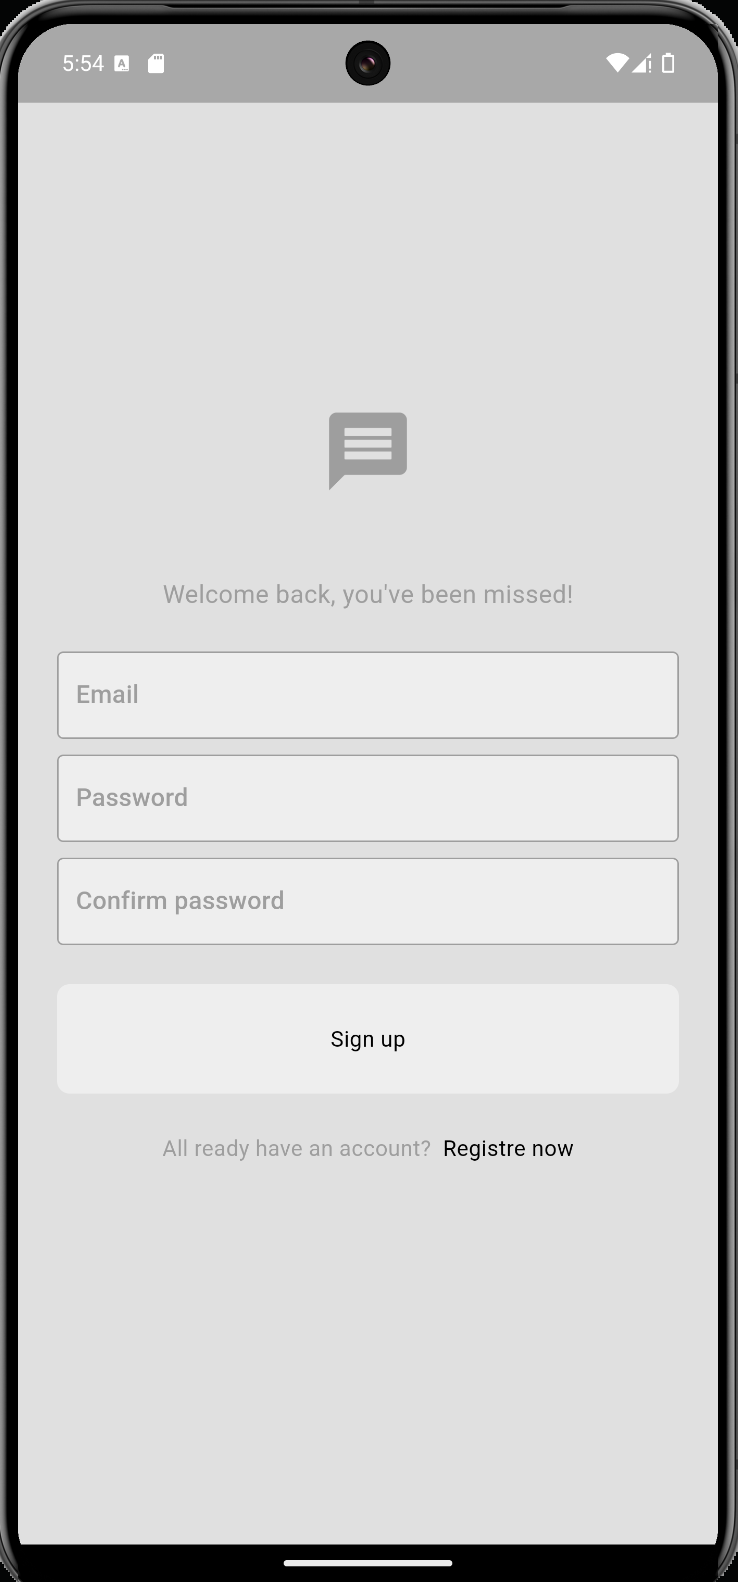 5:54
Welcome back, you've been missed!
Email
Password
Confirm password
Sign up
All ready have an account? Registre now